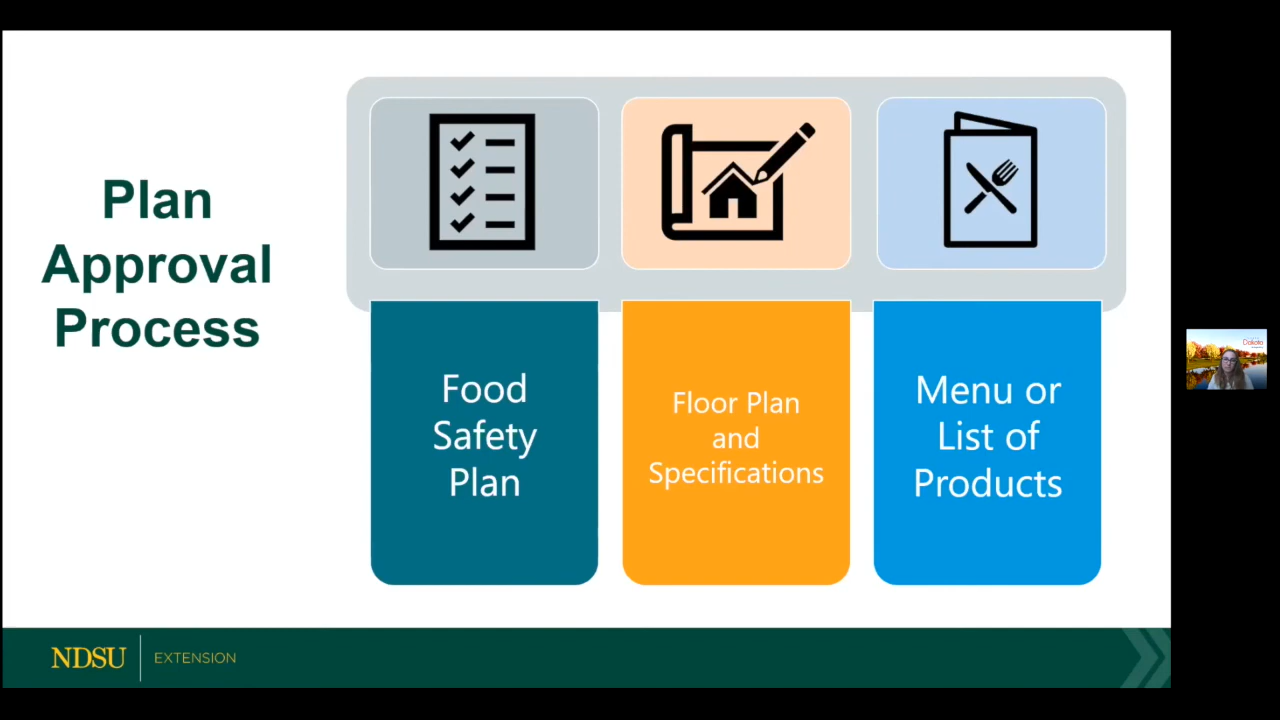 Plan
Approval
Process
Food
Safety
Plan
Floor Plan
and
Specifications
Menu or
List of
Products
NDSU
EXTENSION